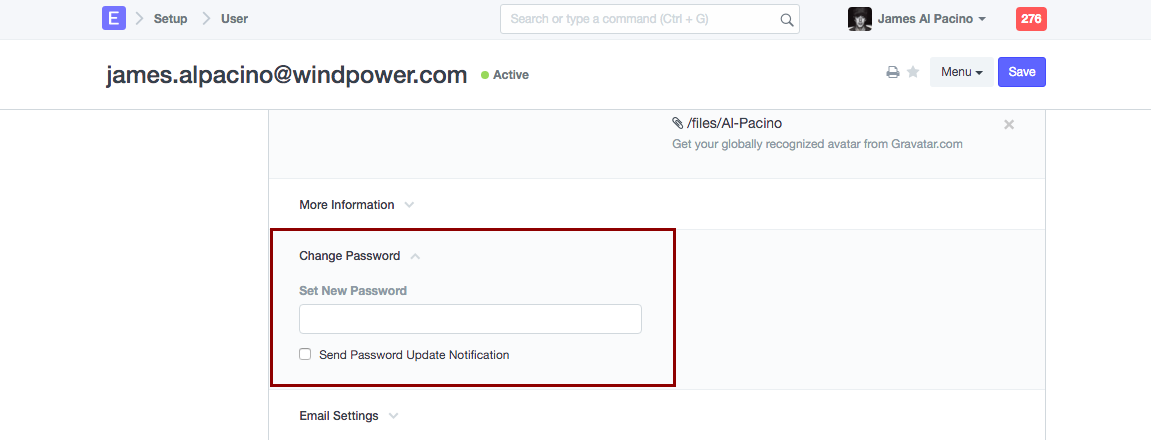 E Setup User Search or type a command (Ctrl + G) James Al Pacino 276
james.alpacino@windpower.com Active Menu Save
/files/Al-Pacino
Get your globally recognized avatar from Gravatar.com
More Information
Change Password
Set New Password
Send Password Update Notification
Email Settings